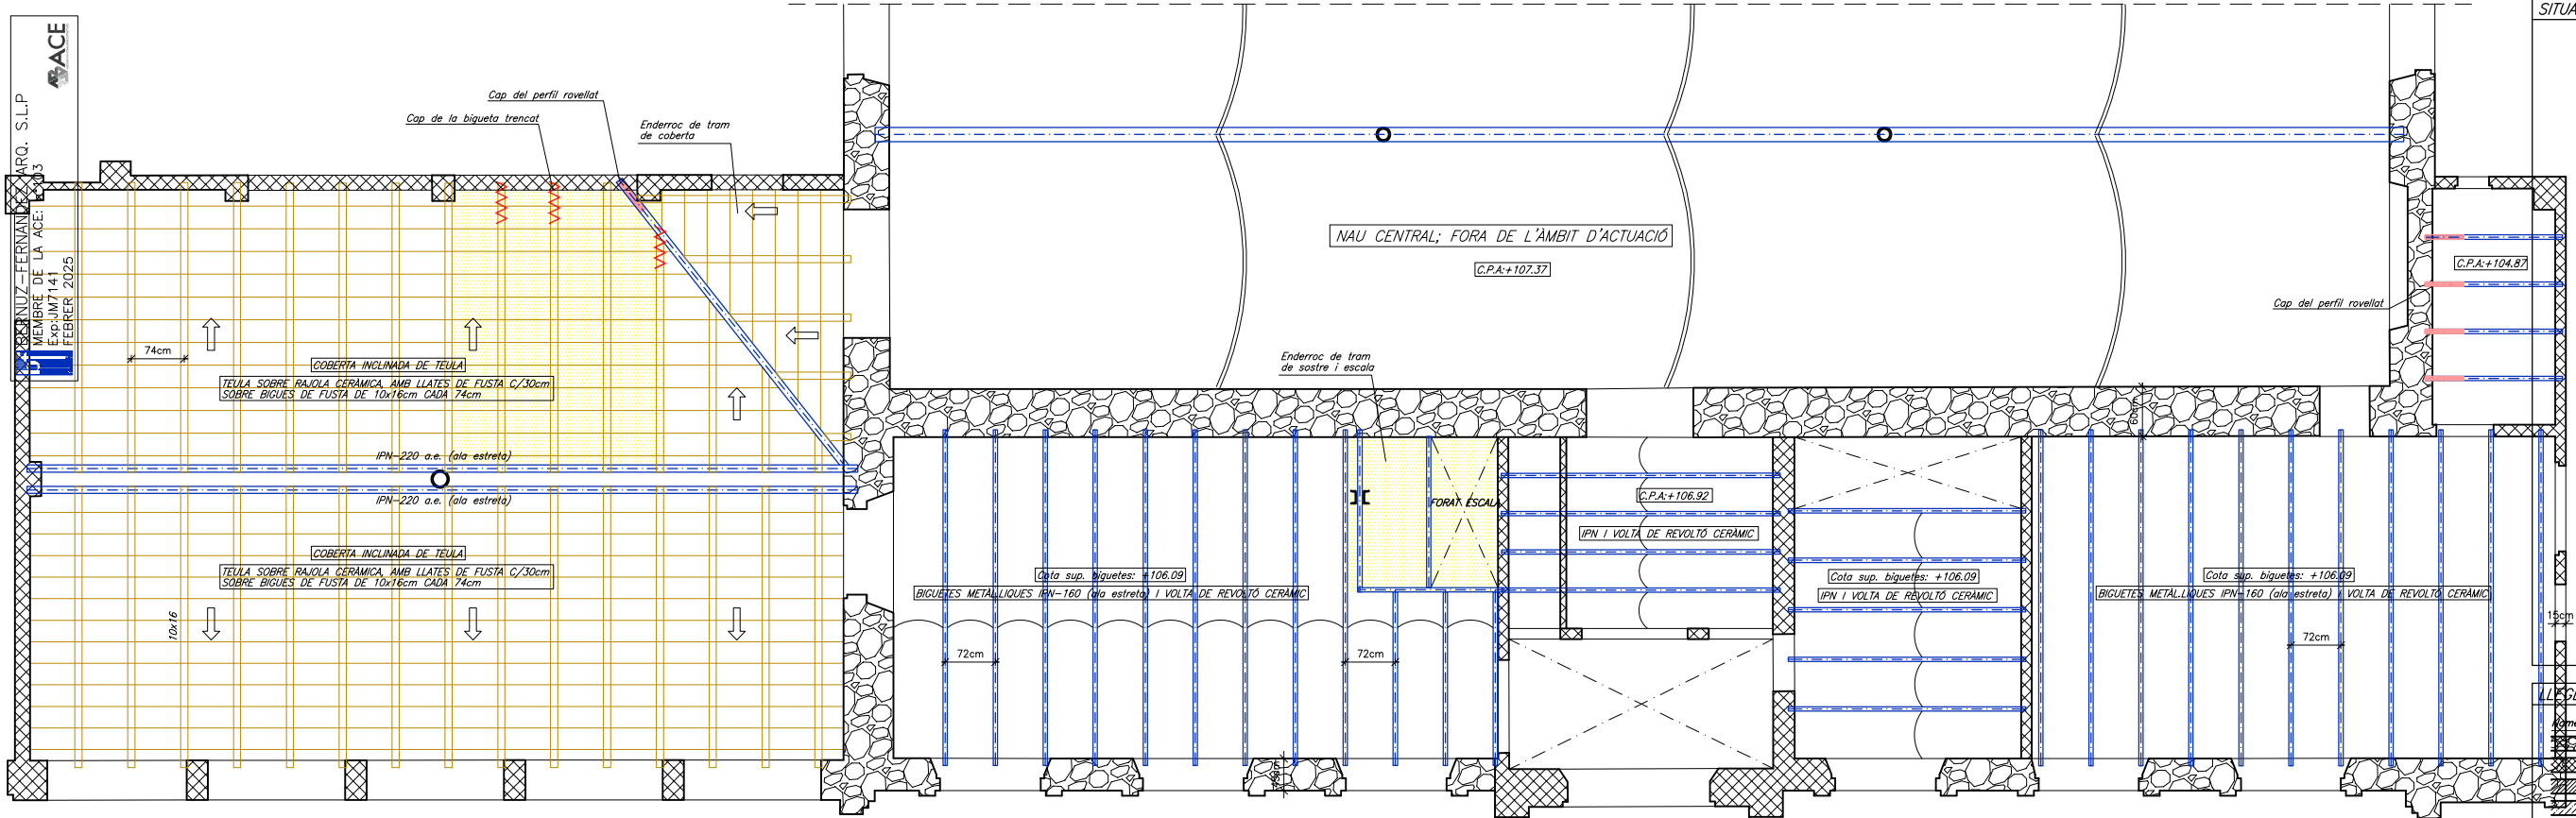 SITUA
ACE
BERNUZ-FERNÁNDEZ ARQ. S.L.P
MEMBRE DE LA ACE:
Exp:JM7141
FEBRER 2025
Cap del perfil rovellat
Cap de la bigueta trencat
Enderroc de tram
de coberta
74cm
COBERTA INCLINADA DE TEULA
TEULA SOBRE RAJOLA CERÀMICA, AMB LLATES DE FUSTA C/30cm
SOBRE BIGUES DE FUSTA DE 10x16cm CADA 74cm
IPN-220 a.e. (ala estreta)
IPN-220 a.e. (ala estreta)
COBERTA INCLINADA DE TEULA
TEULA SOBRE RAJOLA CERÀMICA, AMB LLATES DE FUSTA C/30cm
SOBRE BIGUES DE FUSTA DE 10x16cm CADA 74cm
10x16
NAU CENTRAL; FORA DE L'ÀMBIT D'ACTUACIÓ
C.P.A:+107.37
C.P.A:+104.87
Cap del perfil rovellat
Enderroc de tram
de sostre i escala
60cm
FORAT ESCALA
C.P.A:+106.92
IPN I VOLTA DE REVOLTÓ CERÀMIC
Cota sup. biguetes: +106.09
BIGUETES METÀL.LIQUES IPN-160 (ala estreta) I VOLTA DE REVOLTÓ CERÀMIC
72cm
72cm
Cota sup. biguetes: +106.09
IPN I VOLTA DE REVOLTÓ CERÀMIC
Cota sup. biguetes: +106.09
BIGUETES METÀL.LIQUES IPN-160 (ala estreta) I VOLTA DE REVOLTÓ CERÀMIC
72cm
15cm